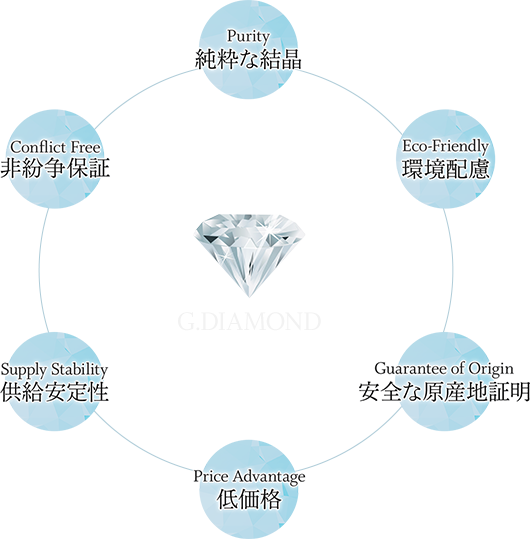 Purity
純粋な結晶
Conflict Free
非紛争保証
Eco-Friendly
環境配慮
G.DIAMOND
Supply Stability
供給安定性
Guarantee of Origin
安全な原産地証明
Price Advantage
低価格